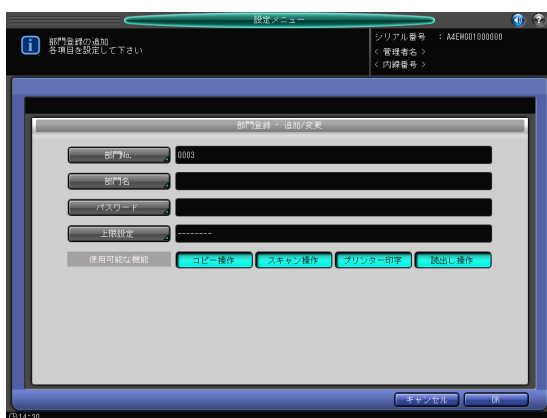 設定メニュー
部門登録の追加
各項目を設定して下さい
シリアル番号 : A4EW001000000
< 管理者名 >
< 内線番号 >
部門登録 - 追加/変更
部門No. 0003
部門名
パスワード
上限設定 --------
使用可能な機能 コピー操作 スキャン操作 プリンター印字 読出し操作
キャンセル OK
14:30